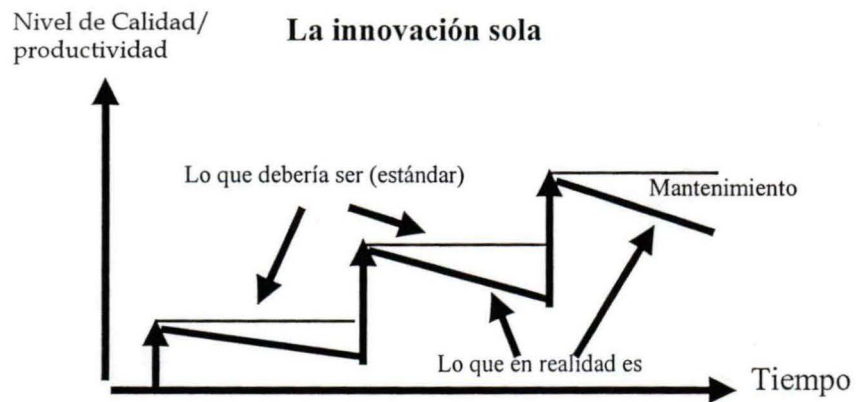 Nivel de Calidad/
productividad
La innovación sola
Lo que debería ser (estándar)
Mantenimiento
Lo que en realidad es
Tiempo